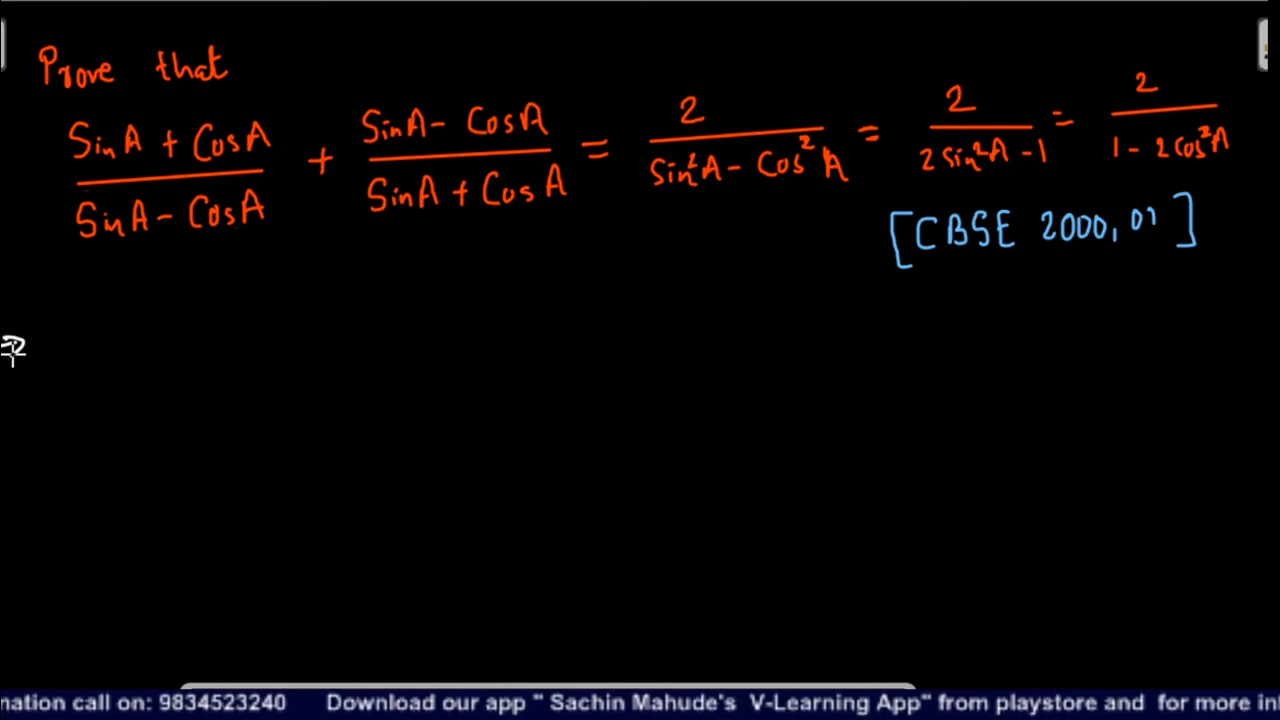 Prove that
SinA + CosA / SinA - CosA + SinA - CosA / SinA + CosA = 2 / Sin²A - Cos²A = 2 / 2Sin²A - 1 = 2 / 1 - 2Cos²A
[CBSE 2000, 01]
⇒
nation call on: 9834523240 Download our app " Sachin Mahude's V-Learning App" from playstore and for more in